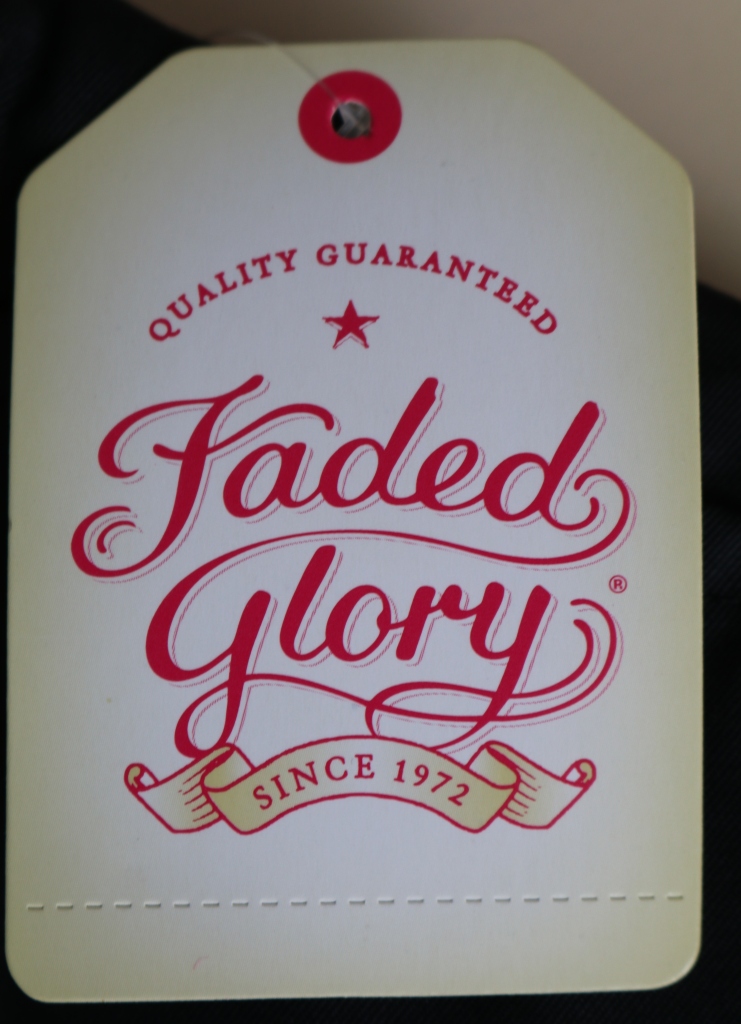 QUALITY GUARANTEED
Faded
Glory®
SINCE 1972